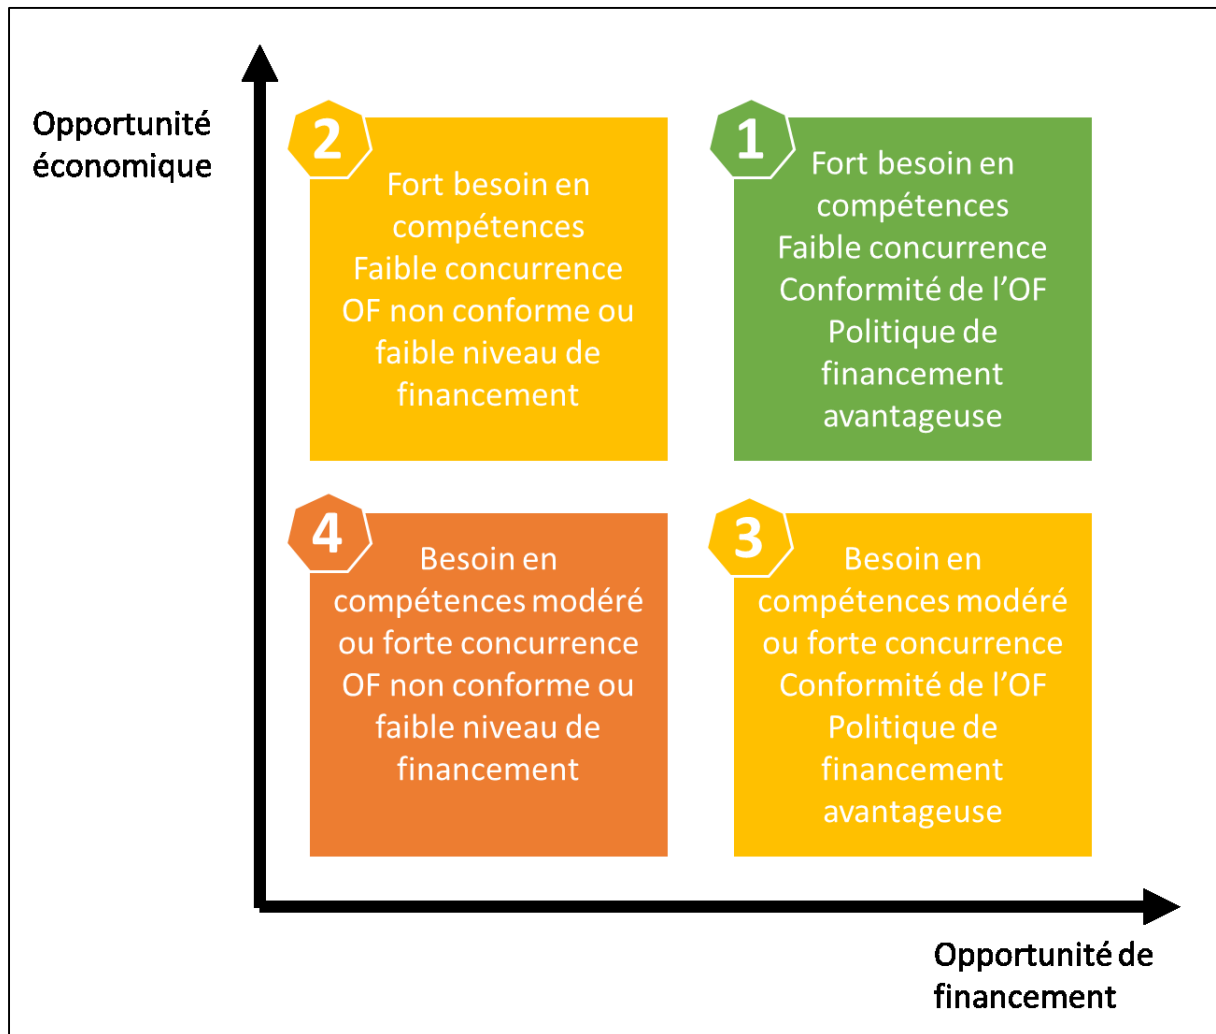 Opportunité
économique
2
Fort besoin en
compétences
Faible concurrence
OF non conforme ou
faible niveau de
financement
1
Fort besoin en
compétences
Faible concurrence
Conformité de l’OF
Politique de
financement
avantageuse
4
Besoin en
compétences modéré
ou forte concurrence
OF non conforme ou
faible niveau de
financement
3
Besoin en
compétences modéré
ou forte concurrence
Conformité de l’OF
Politique de
financement
avantageuse
Opportunité de
financement